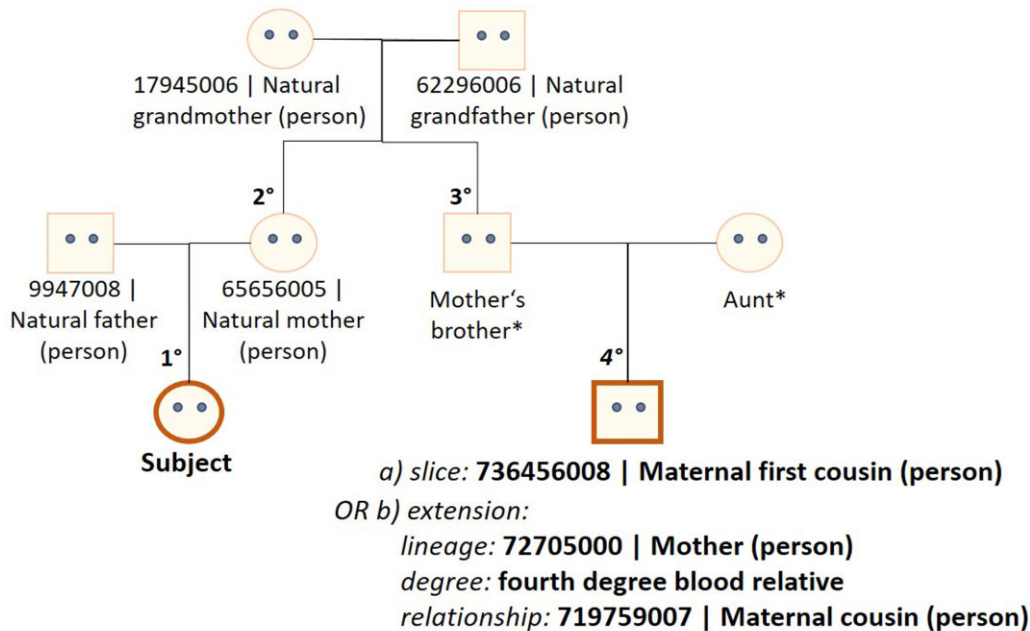 17945006 | Natural
grandmother (person)
62296006 | Natural
grandfather (person)
2°
3°
9947008 |
Natural father
(person)
65656005 |
Natural mother
(person)
Mother‘s
brother*
Aunt*
1°
4°
Subject
a) slice: 736456008 | Maternal first cousin (person)
OR b) extension:
lineage: 72705000 | Mother (person)
degree: fourth degree blood relative
relationship: 719759007 | Maternal cousin (person)